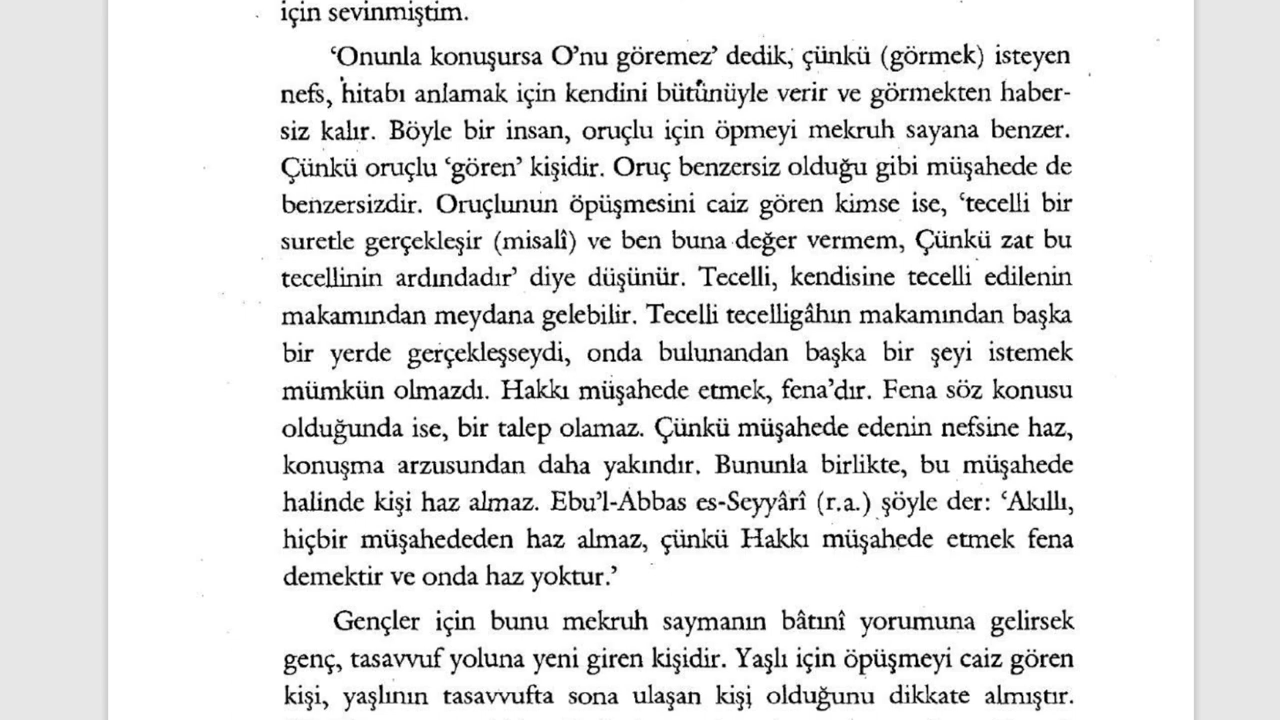 için sevinmiştim.
‘Onunla konuşursa O’nu göremez’ dedik, çünkü (görmek) isteyen
nefs, hitabı anlamak için kendini bütünüyle verir ve görmekten haber-
siz kalır. Böyle bir insan, oruçlu için öpmeyi mekruh sayana benzer.
Çünkü oruçlu ‘gören’ kişidir. Oruç benzersiz olduğu gibi müşahede de
benzersizdir. Oruçlunun öpüşmesini caiz gören kimse ise, ‘tecelli bir
suretle gerçekleşir (misalî) ve ben buna değer vermem, Çünkü zat bu
tecellinin ardındadır’ diye düşünür. Tecelli, kendisine tecelli edilenin
makamından meydana gelebilir. Tecelli tecelligâhın makamından başka
bir yerde gerçekleşseydi, onda bulunandan başka bir şeyi istemek
mümkün olmazdı. Hakkı müşahede etmek, fena’dır. Fena söz konusu
olduğunda ise, bir talep olamaz. Çünkü müşahede edenin nefsine haz,
konuşma arzusundan daha yakındır. Bununla birlikte, bu müşahede
halinde kişi haz almaz. Ebu’l-Abbas es-Seyyârî (r.a.) şöyle der: ‘Akıllı,
hiçbir müşahededen haz almaz, çünkü Hakkı müşahede etmek fena
demektir ve onda haz yoktur.’
Gençler için bunu mekruh saymanın bâtınî yorumuna gelirsek
genç, tasavvuf yoluna yeni giren kişidir. Yaşlı için öpüşmeyi caiz gören
kişi, yaşlının tasavvufta sona ulaşan kişi olduğunu dikkate almıştır.